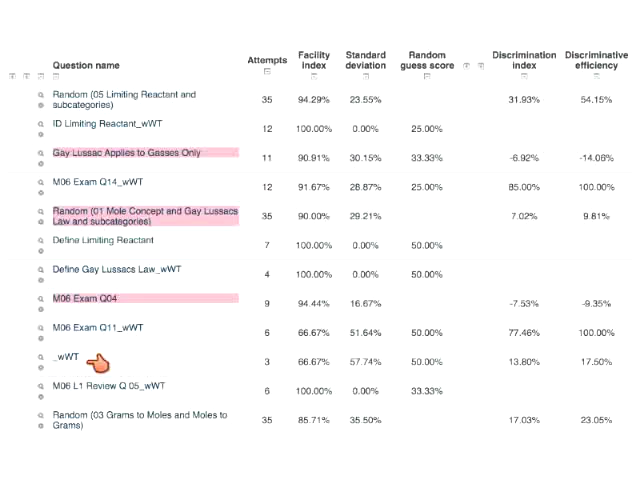 Question name Attempts Facility index Standard deviation Random guess score Discrimination index Discriminative efficiency
Random (05 Limiting Reactant and subcategories) 35 94.29% 23.55% 31.93% 54.15%
ID Limiting Reactant_wWT 12 100.00% 0.00% 25.00%
Gay Lussac Applies to Gasses Only 11 90.91% 30.15% 33.33% -6.92% -14.06%
M06 Exam Q14_wWT 12 91.67% 28.87% 25.00% 85.00% 100.00%
Random (01 Mole Concept and Gay Lussacs Law and subcategories) 35 90.00% 29.21% 7.02% 9.81%
Define Limiting Reactant 7 100.00% 0.00% 50.00%
Define Gay Lussacs Law_wWT 4 100.00% 0.00% 50.00%
M06 Exam Q04 9 94.44% 16.67% -7.53% -9.35%
M06 Exam Q11_wWT 6 66.67% 51.64% 50.00% 77.46% 100.00%
_wWT 3 66.67% 57.74% 50.00% 13.80% 17.50%
M06 L1 Review Q 05_wWT 6 100.00% 0.00% 33.33%
Random (03 Grams to Moles and Moles to Grams) 35 85.71% 35.50% 17.03% 23.05%